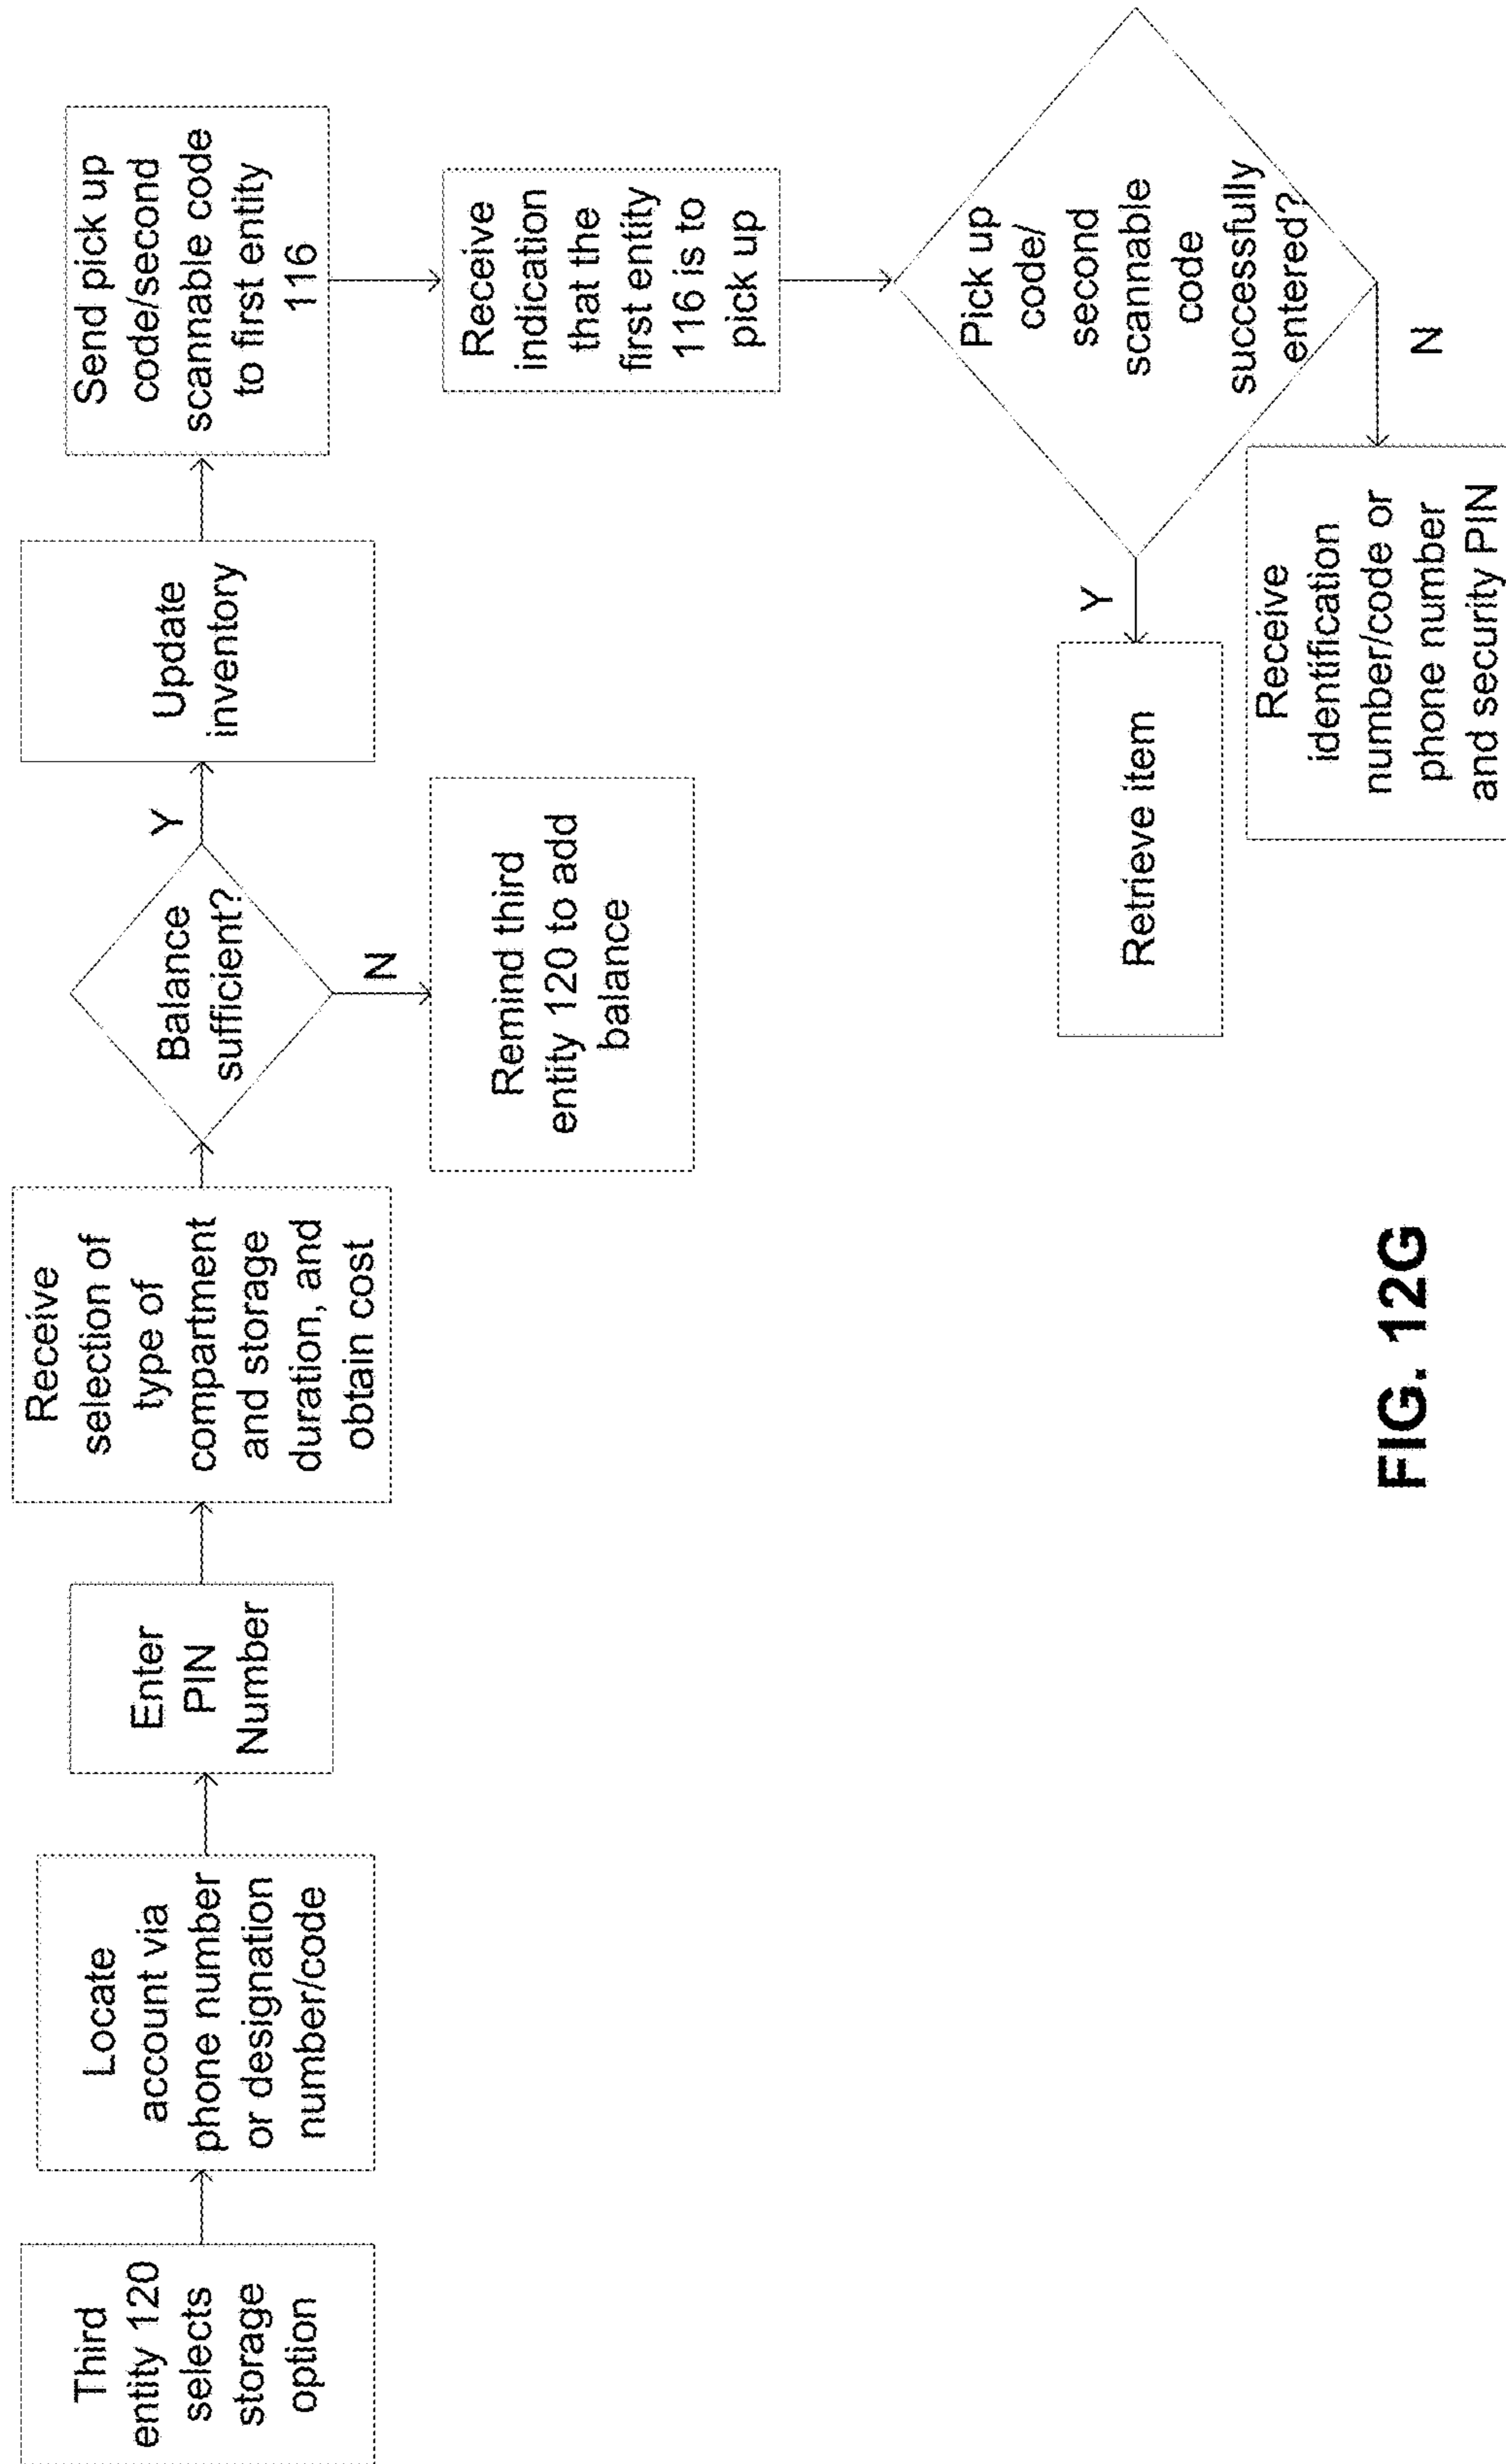 Third
entity 120
selects
storage
option
Locate
account via
phone number
or designation
number/code
Enter
PIN
Number
Receive
selection of
type of
compartment
and storage
duration, and
obtain cost
Balance
sufficient?
Y
N
Remind third
entity 120 to add
balance
Update
inventory
Send pick up
code/second
scannable code
to first entity
116
Receive
indication
that the
first entity
116 is to
pick up
Pick up
code/
second
scannable
code
successfully
entered?
Y
N
Retrieve item
Receive
identification
number/code or
phone number
and security PIN
FIG. 12G